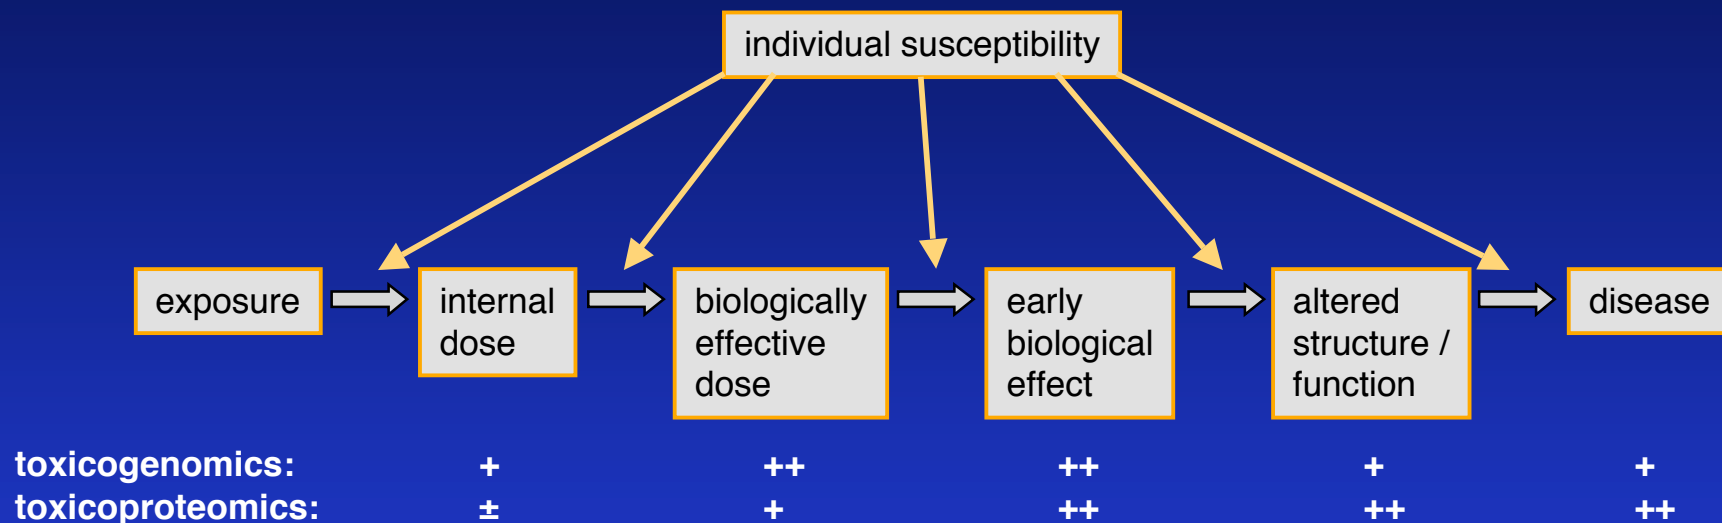 individual susceptibility
exposure
internal
dose
biologically
effective
dose
early
biological
effect
altered
structure /
function
disease
toxicogenomics: + ++ ++ + +
toxicoproteomics: ± + ++ ++ ++